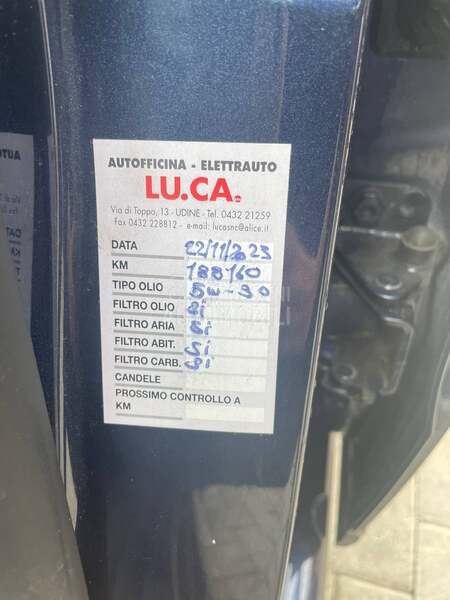 AUTOFFICINA - ELETTRAUTO
LU.CA.
Via di Toppa, 13 - UDINE - Tel. 0432 21259
Fax 0432 228812 - e-mail: lucasnc@alice.it
DATA 22/11/2023
KM 188160
TIPO OLIO 5w-30
FILTRO OLIO Si
FILTRO ARIA Si
FILTRO ABIT. Si
FILTRO CARB. Si
CANDELE
PROSSIMO CONTROLLO A
KM